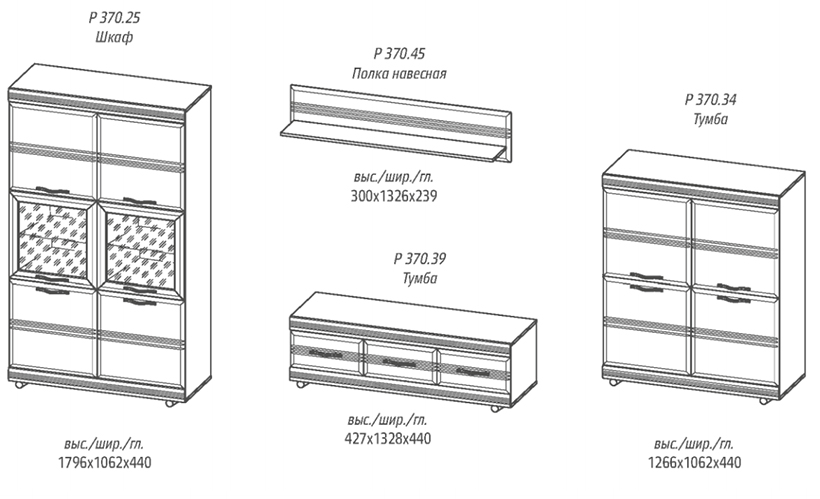 Р 370.25
Шкаф
выс./шир./гл.
1796х1062х440
Р 370.45
Полка навесная
выс./шир./гл.
300х1326х239
Р 370.39
Тумба
выс./шир./гл.
427х1328х440
Р 370.34
Тумба
выс./шир./гл.
1266х1062х440